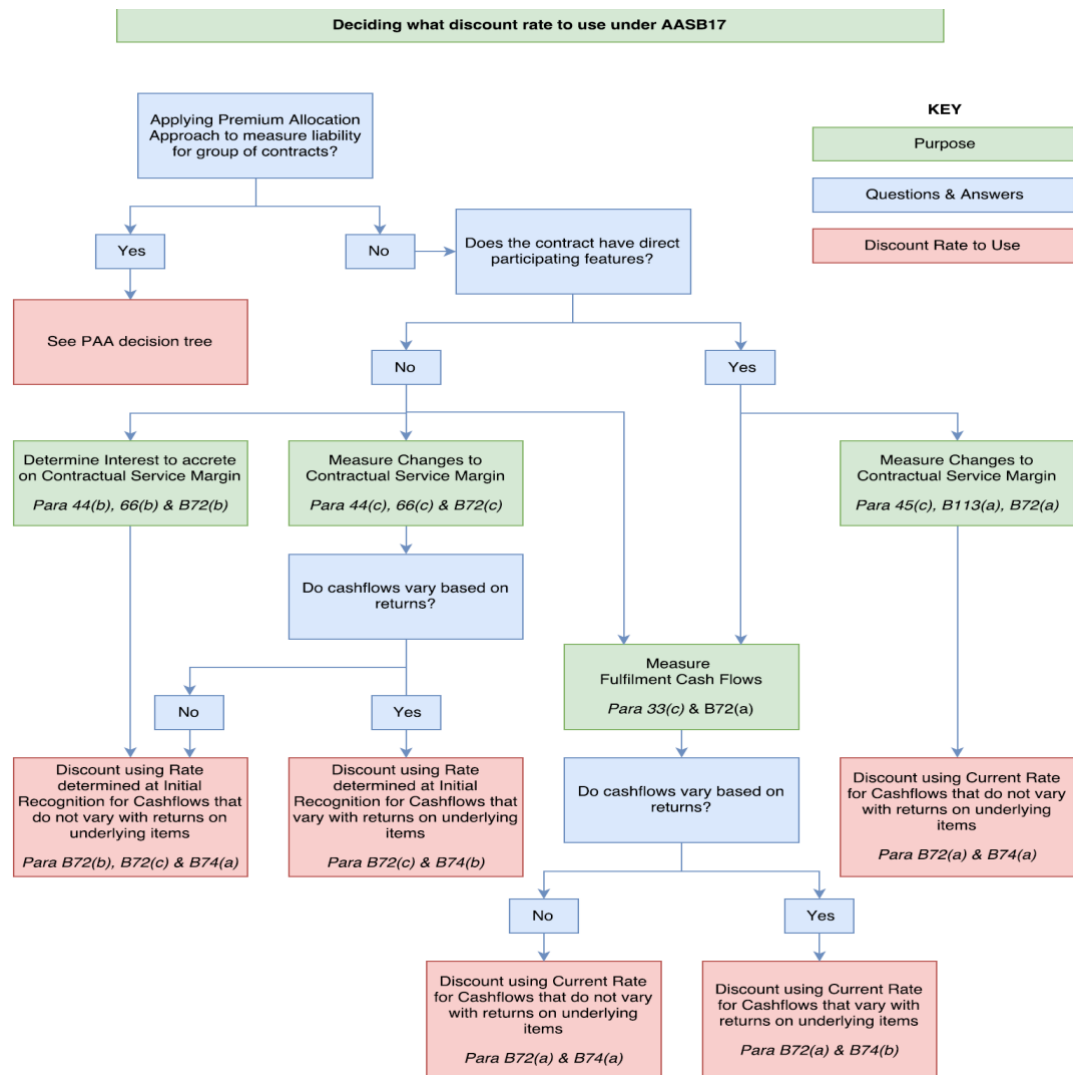 Deciding what discount rate to use under AASB17
Applying Premium Allocation
Approach to measure liability
for group of contracts?
KEY
Purpose
Questions & Answers
Discount Rate to Use
Yes
No
Does the contract have direct
participating features?
See PAA decision tree
No
Yes
Determine Interest to accrete
on Contractual Service Margin
Para 44(b), 66(b) & B72(b)
Measure Changes to
Contractual Service Margin
Para 44(c), 66(c) & B72(c)
Measure Changes to
Contractual Service Margin
Para 45(c), B113(a), B72(a)
Do cashflows vary based on
returns?
Measure
Fulfilment Cash Flows
Para 33(c) & B72(a)
No
Yes
Discount using Rate
determined at Initial
Recognition for Cashflows that
do not vary with returns on
underlying items
Para B72(b), B72(c) & B74(a)
Discount using Rate
determined at Initial
Recognition for Cashflows that
vary with returns on underlying
items
Para B72(c) & B74(b)
Do cashflows vary based on
returns?
Discount using Current Rate
for Cashflows that do not vary
with returns on underlying
items
Para B72(a) & B74(a)
No
Yes
Discount using Current Rate
for Cashflows that do not vary
with returns on underlying
items
Para B72(a) & B74(a)
Discount using Current Rate
for Cashflows that vary with
returns on underlying items
Para B72(a) & B74(b)